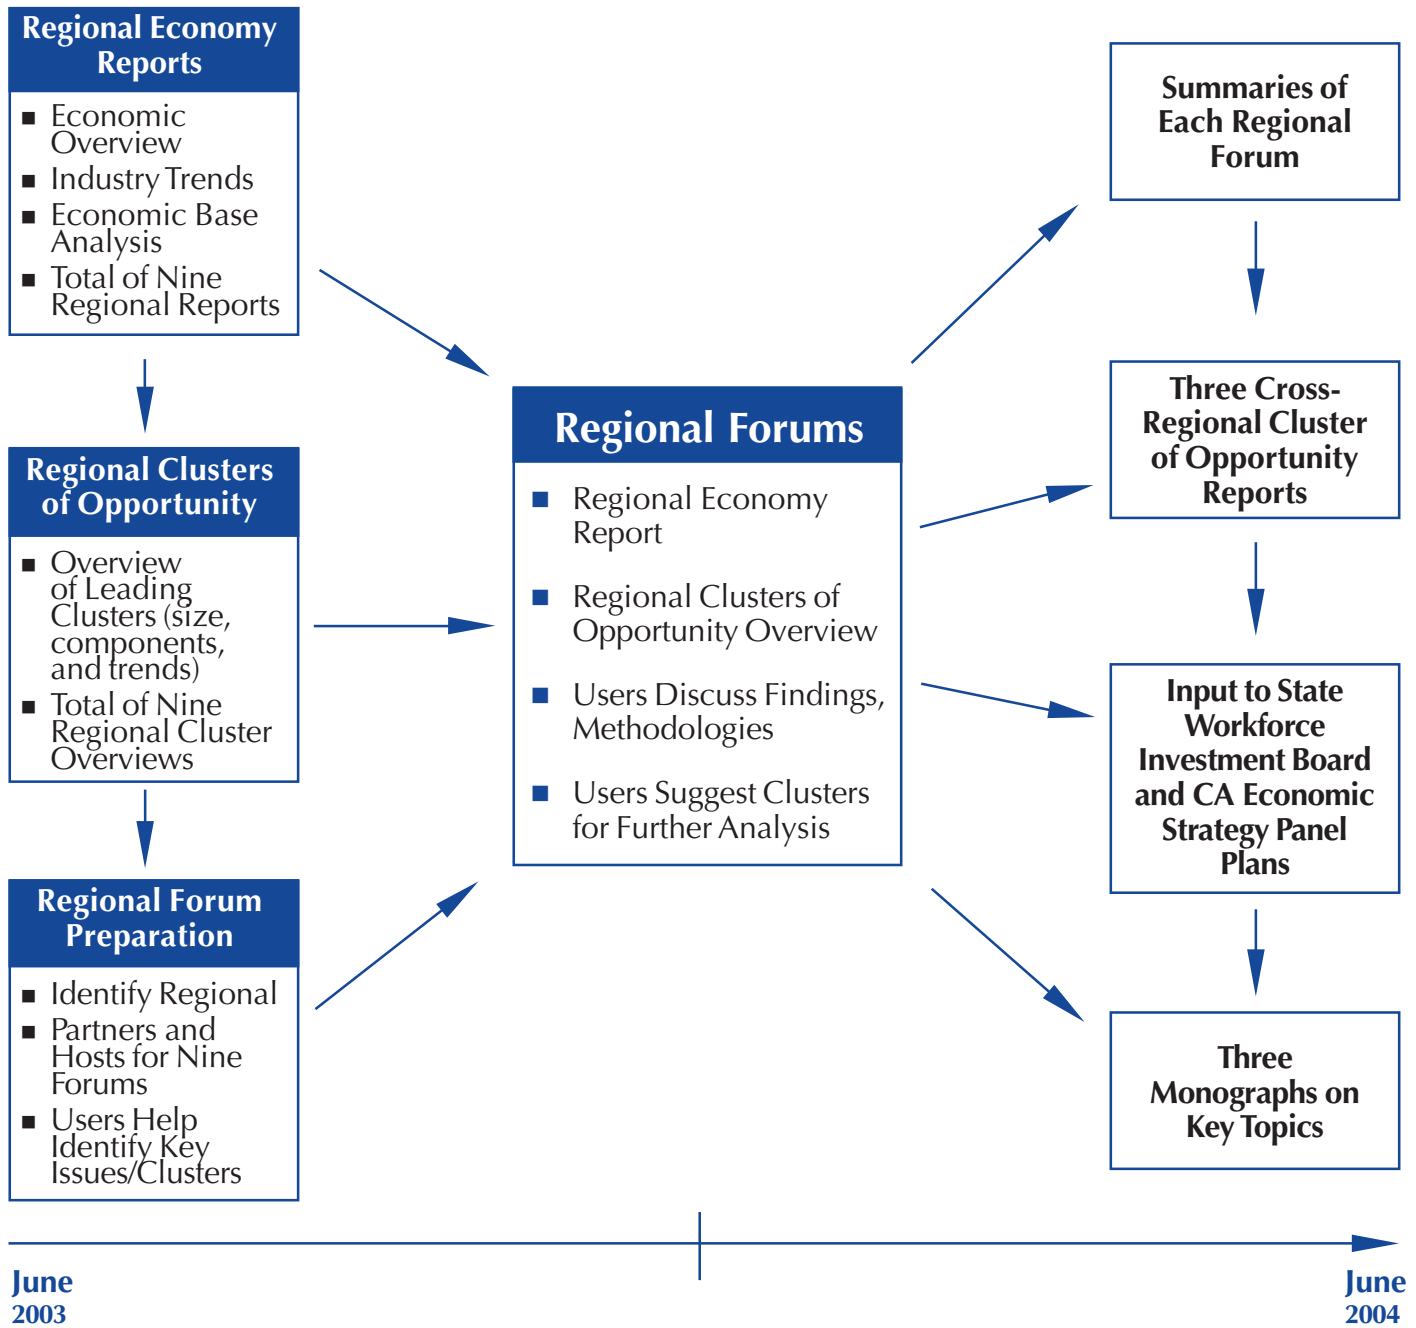 Regional Economy
Reports
■ Economic
Overview
■ Industry Trends
■ Economic Base
Analysis
■ Total of Nine
Regional Reports
Regional Clusters
of Opportunity
■ Overview
of Leading
Clusters (size,
components,
and trends)
■ Total of Nine
Regional Cluster
Overviews
Regional Forum
Preparation
■ Identify Regional
■ Partners and
Hosts for Nine
Forums
■ Users Help
Identify Key
Issues/Clusters
Regional Forums
■ Regional Economy
Report
■ Regional Clusters of
Opportunity Overview
■ Users Discuss Findings,
Methodologies
■ Users Suggest Clusters
for Further Analysis
Summaries of
Each Regional
Forum
Three Cross-
Regional Cluster
of Opportunity
Reports
Input to State
Workforce
Investment Board
and CA Economic
Strategy Panel
Plans
Three
Monographs on
Key Topics
June
2003
June
2004